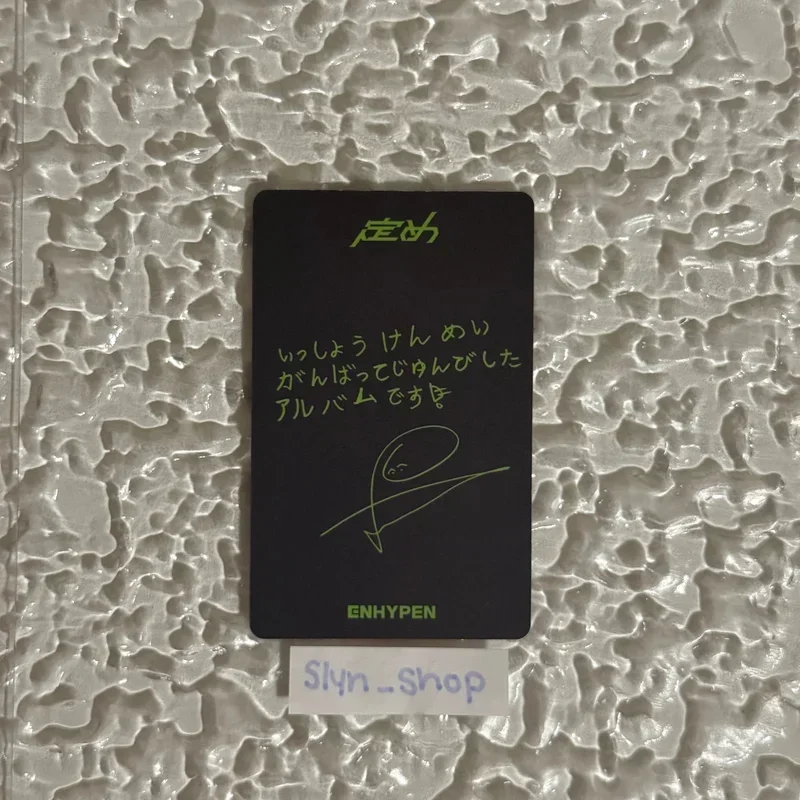 定め
いっしょう けん めい
がんばってじゅんびした
アルバムです!
ENHYPEN
Slyn_shop